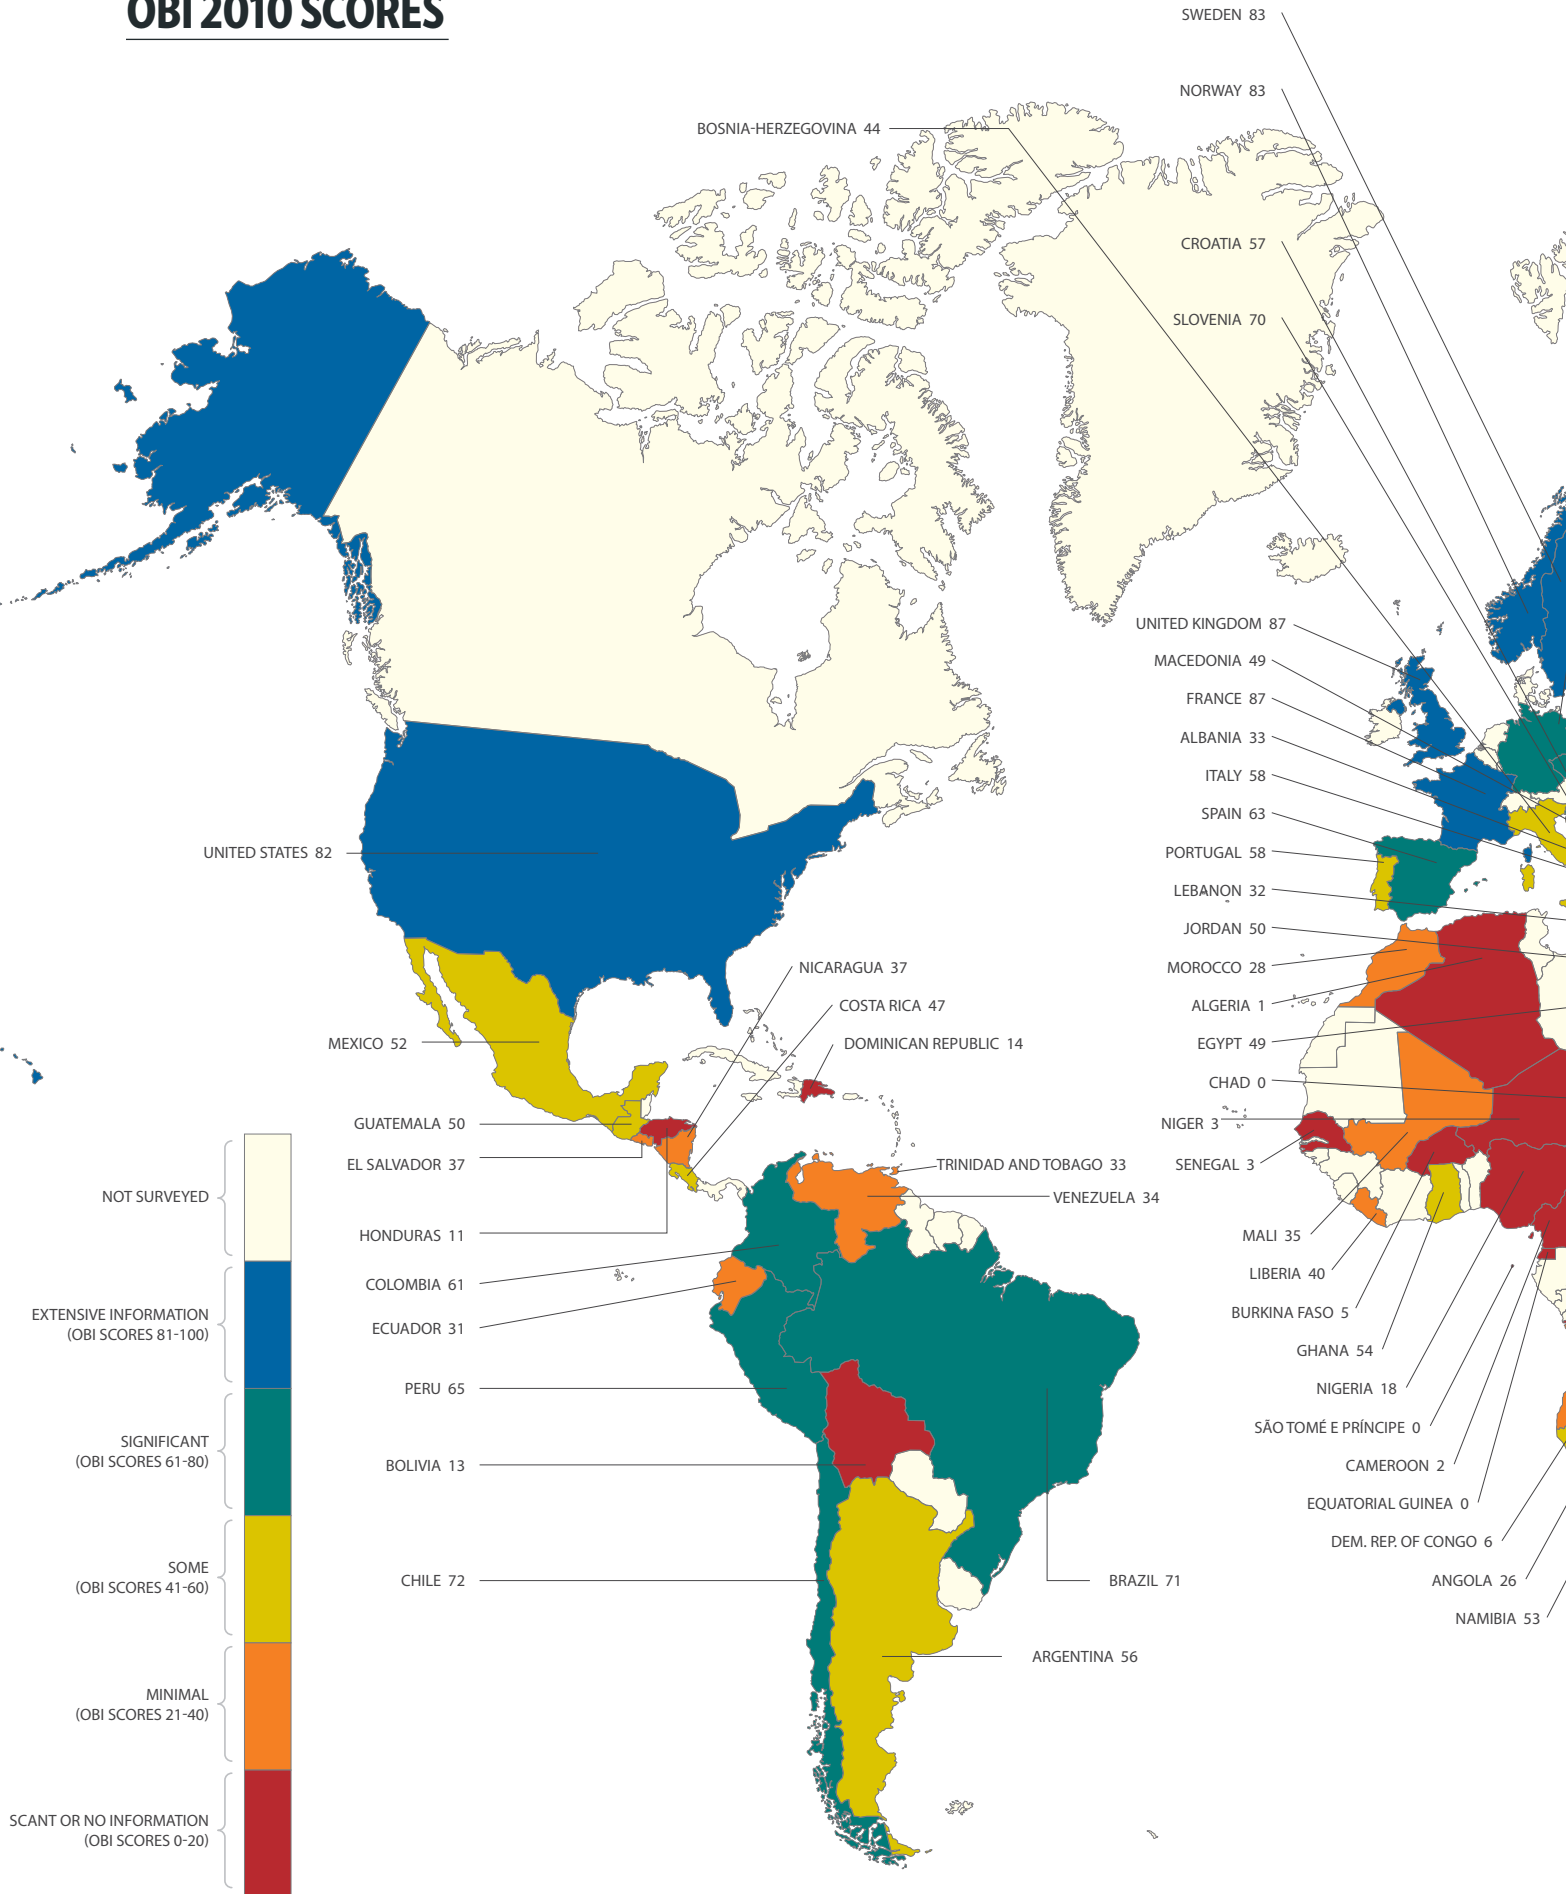 OBI 2010 SCORES
SWEDEN 83
NORWAY 83
BOSNIA-HERZEGOVINA 44
CROATIA 57
SLOVENIA 70
UNITED KINGDOM 87
MACEDONIA 49
FRANCE 87
ALBANIA 33
ITALY 58
SPAIN 63
PORTUGAL 58
LEBANON 32
JORDAN 50
MOROCCO 28
ALGERIA 1
EGYPT 49
CHAD 0
NIGER 3
SENEGAL 3
MALI 35
LIBERIA 40
BURKINA FASO 5
GHANA 54
NIGERIA 18
SÃO TOMÉ E PRÍNCIPE 0
CAMEROON 2
EQUATORIAL GUINEA 0
DEM. REP. OF CONGO 6
ANGOLA 26
NAMIBIA 53
UNITED STATES 82
NICARAGUA 37
COSTA RICA 47
MEXICO 52
DOMINICAN REPUBLIC 14
GUATEMALA 50
EL SALVADOR 37
TRINIDAD AND TOBAGO 33
VENEZUELA 34
HONDURAS 11
COLOMBIA 61
ECUADOR 31
PERU 65
BOLIVIA 13
CHILE 72
BRAZIL 71
ARGENTINA 56
NOT SURVEYED
EXTENSIVE INFORMATION
(OBI SCORES 81-100)
SIGNIFICANT
(OBI SCORES 61-80)
SOME
(OBI SCORES 41-60)
MINIMAL
(OBI SCORES 21-40)
SCANT OR NO INFORMATION
(OBI SCORES 0-20)